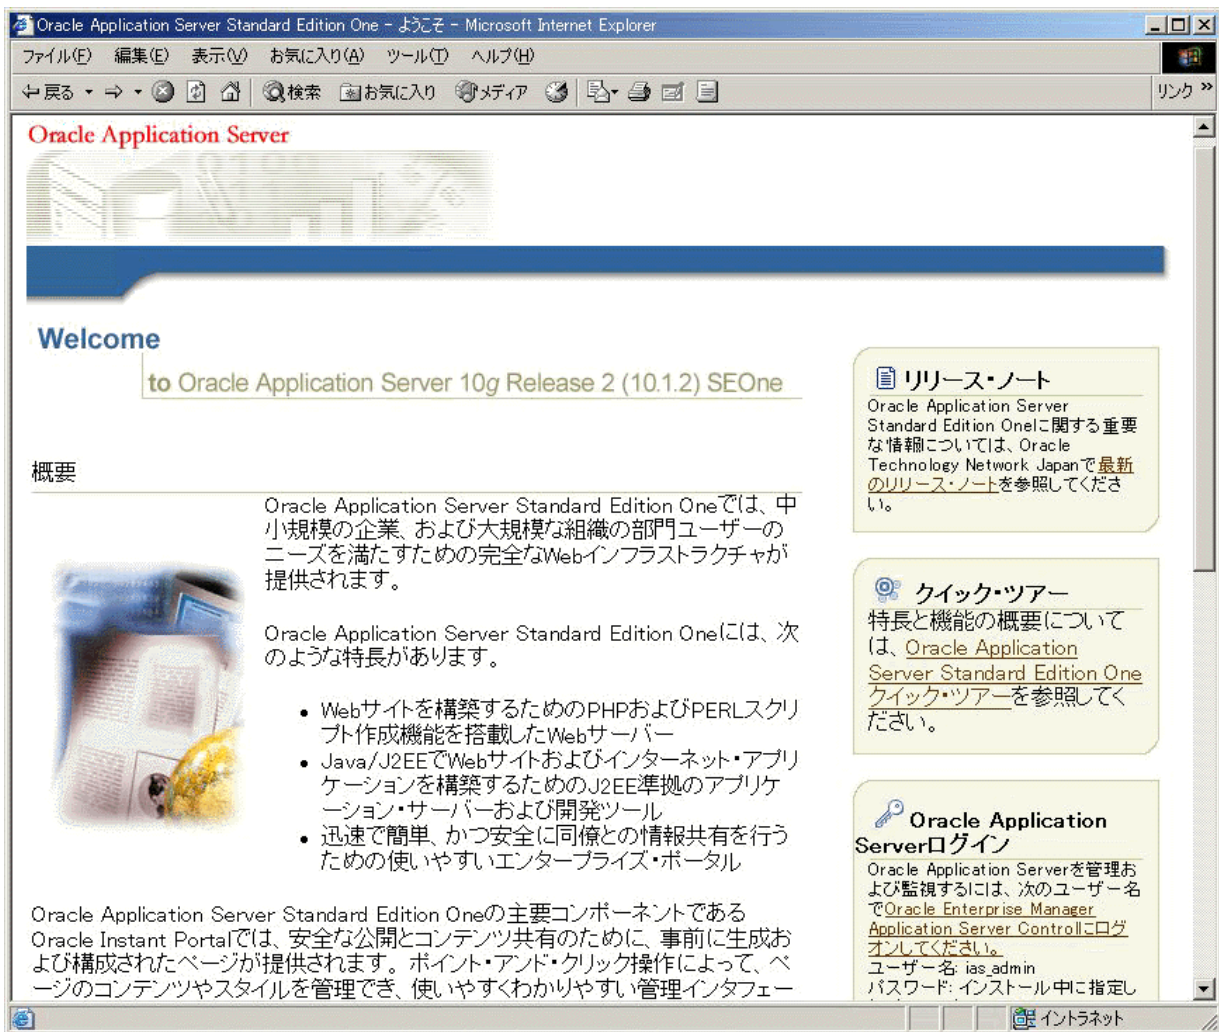 Oracle Application Server Standard Edition One - ようこそ - Microsoft Internet Explorer
ファイル(F) 編集(E) 表示(V) お気に入り(A) ツール(T) ヘルプ(H)
戻る 検索 お気に入り メディア リンク »
Oracle Application Server
Welcome
to Oracle Application Server 10g Release 2 (10.1.2) SEOne
概要
Oracle Application Server Standard Edition Oneでは、中
小規模の企業、および大規模な組織の部門ユーザーの
ニーズを満たすための完全なWebインフラストラクチャが
提供されます。
Oracle Application Server Standard Edition Oneには、次
のような特長があります。
• Webサイトを構築するためのPHPおよびPERLスクリ
プト作成機能を搭載したWebサーバー
• Java/J2EEでWebサイトおよびインターネット・アプリ
ケーションを構築するためのJ2EE準拠のアプリケ
ーション・サーバーおよび開発ツール
• 迅速で簡単、かつ安全に同僚との情報共有を行う
ための使いやすいエンタープライズ・ポータル
Oracle Application Server Standard Edition Oneの主要コンポーネントである
Oracle Instant Portalでは、安全な公開とコンテンツ共有のために、事前に生成お
よび構成されたページが提供されます。ポイント・アンド・クリック操作によって、ペ
ージのコンテンツやスタイルを管理でき、使いやすくわかりやすい管理インタフェー
リリース・ノート
Oracle Application Server
Standard Edition Oneに関する重要
な情報については、Oracle
Technology Network Japanで最新
のリリース・ノートを参照してくださ
い。
クイック・ツアー
特長と機能の概要について
は、Oracle Application
Server Standard Edition One
クイック・ツアーを参照してく
ださい。
Oracle Application
Serverログイン
Oracle Application Serverを管理お
よび監視するには、次のユーザー名
でOracle Enterprise Manager
Application Server Controlにログ
オンしてください。
ユーザー名: ias_admin
パスワード: インストール中に指定し
イントラネット